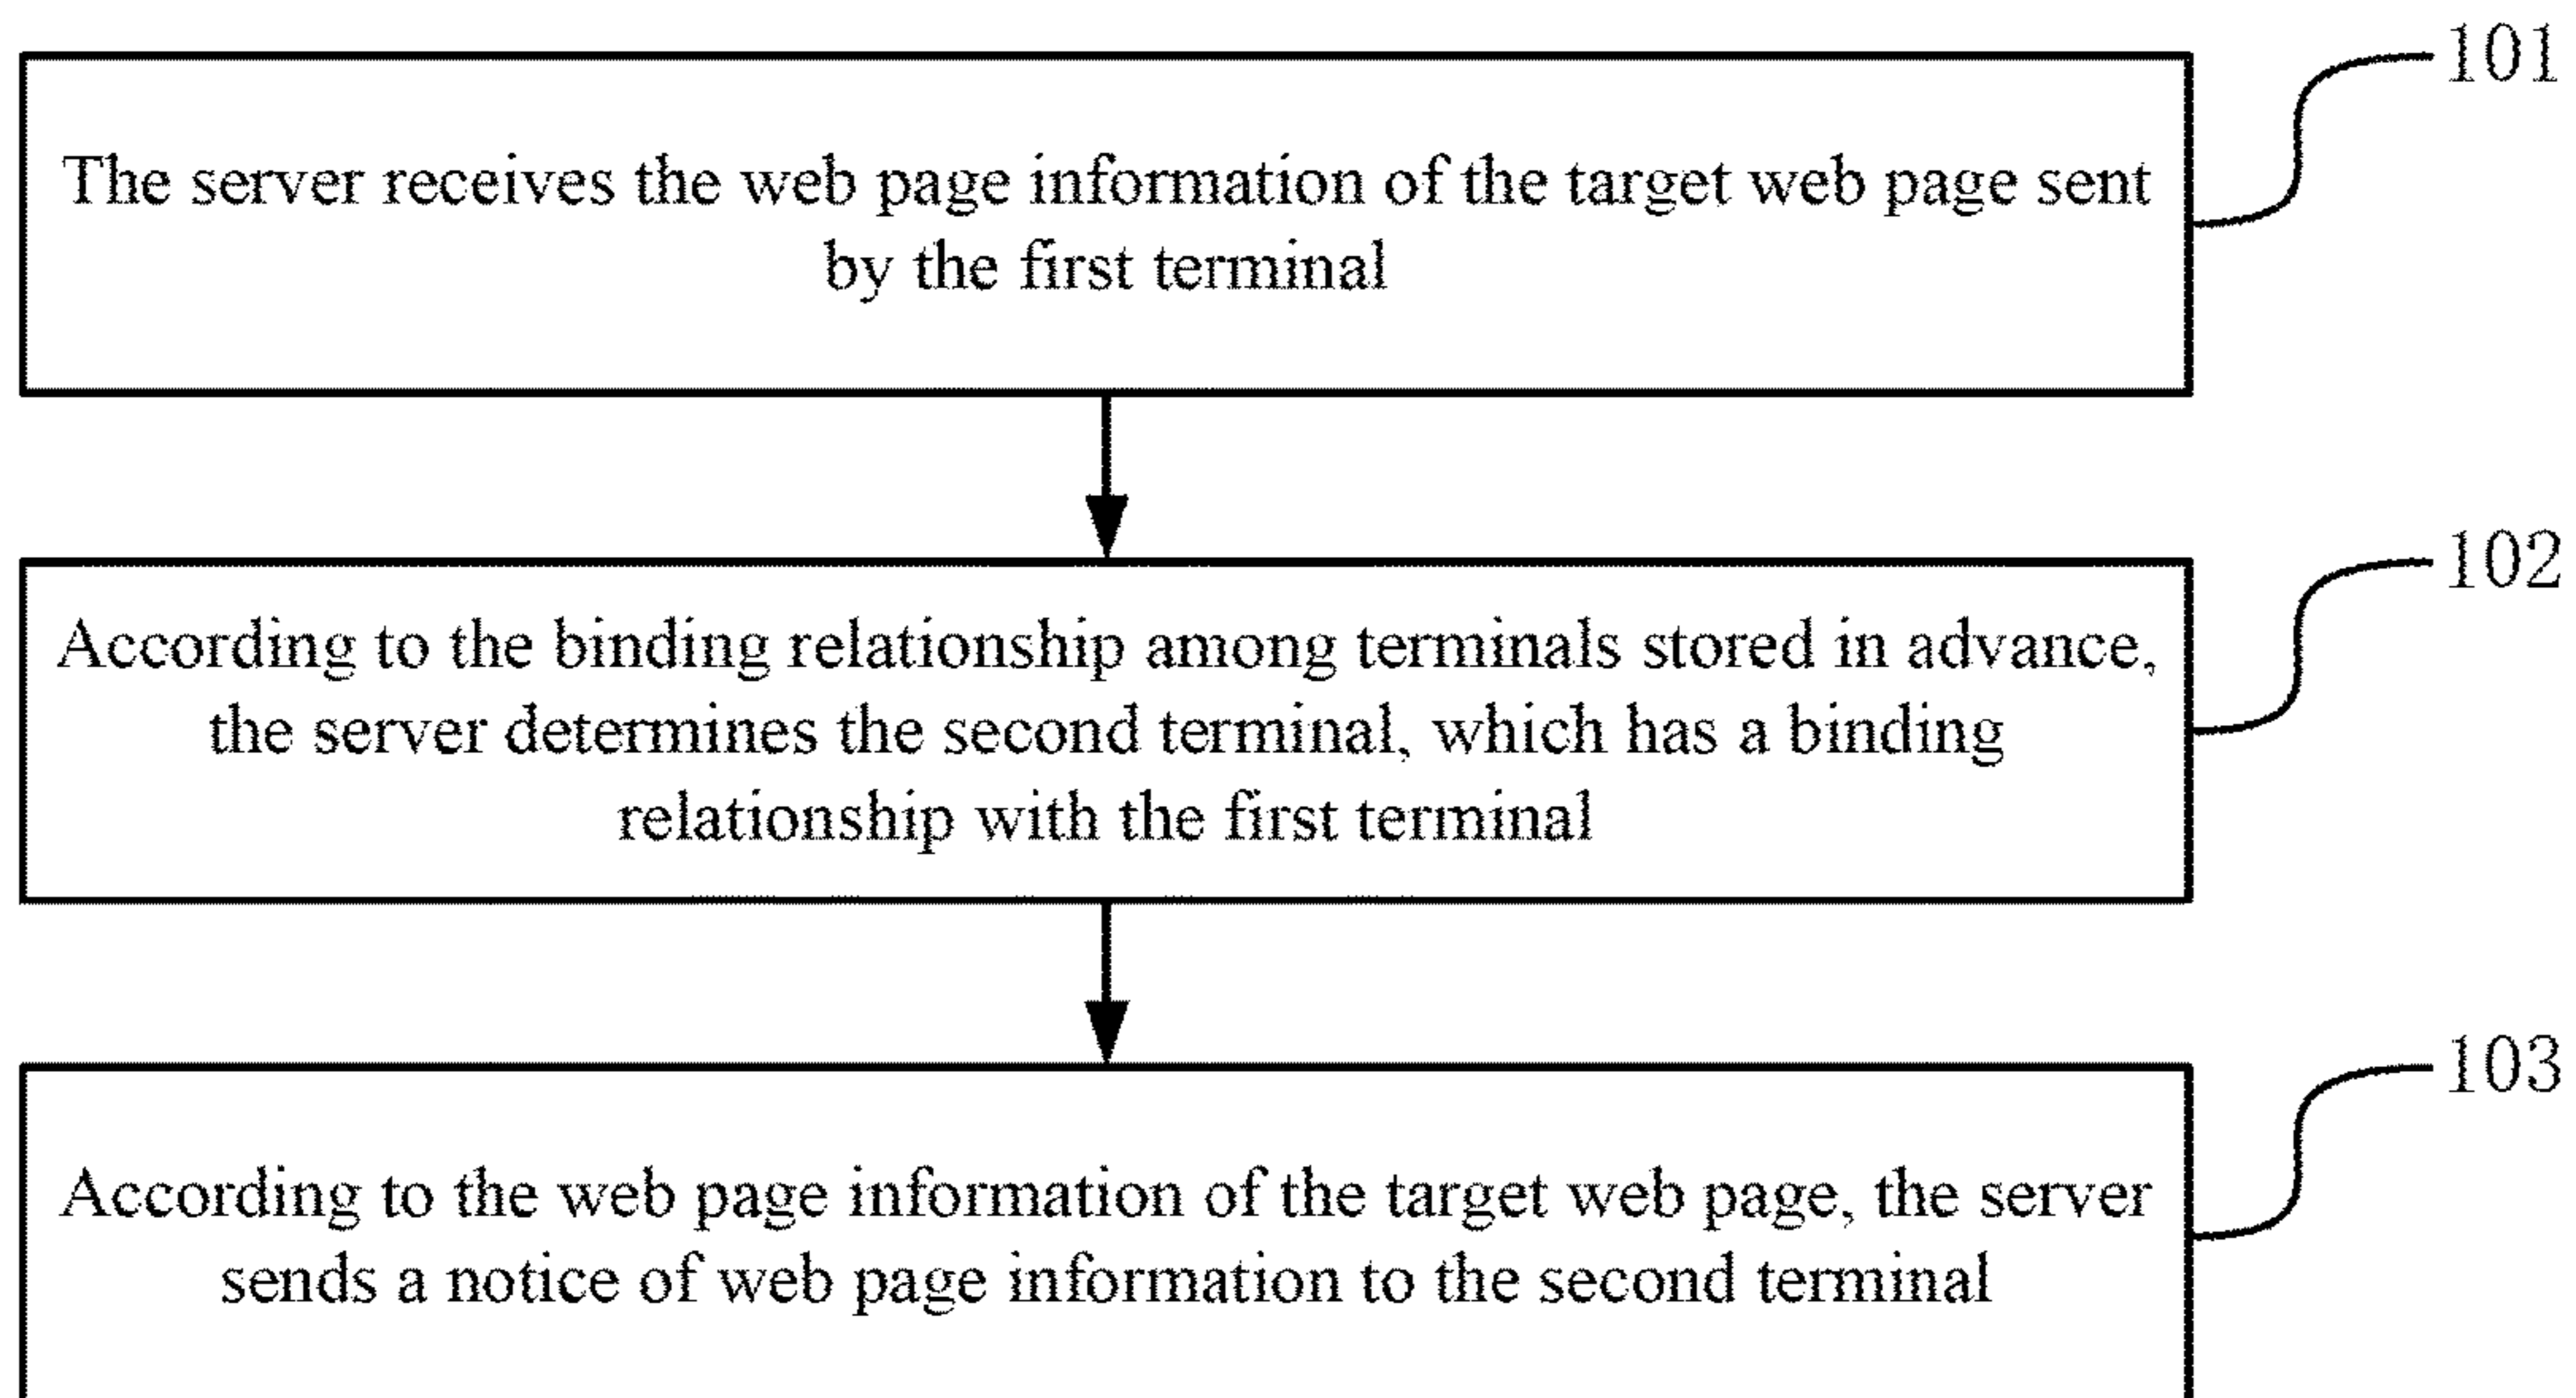 101
The server receives the web page information of the target web page sent
by the first terminal
102
According to the binding relationship among terminals stored in advance,
the server determines the second terminal, which has a binding
relationship with the first terminal
103
According to the web page information of the target web page, the server
sends a notice of web page information to the second terminal